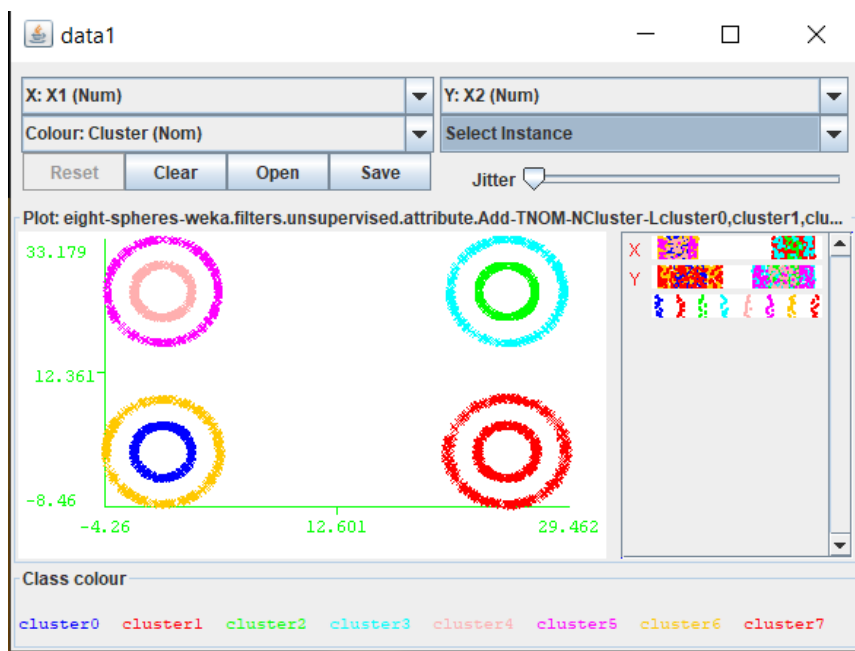 data1
X: X1 (Num) Y: X2 (Num)
Colour: Cluster (Nom) Select Instance
Reset Clear Open Save Jitter
Plot: eight-spheres-weka.filters.unsupervised.attribute.Add-TNOM-NCluster-Lcluster0,cluster1,clu...
33.179
12.361
-8.46
-4.26 12.601 29.462
X
Y
Class colour
cluster0 cluster1 cluster2 cluster3 cluster4 cluster5 cluster6 cluster7